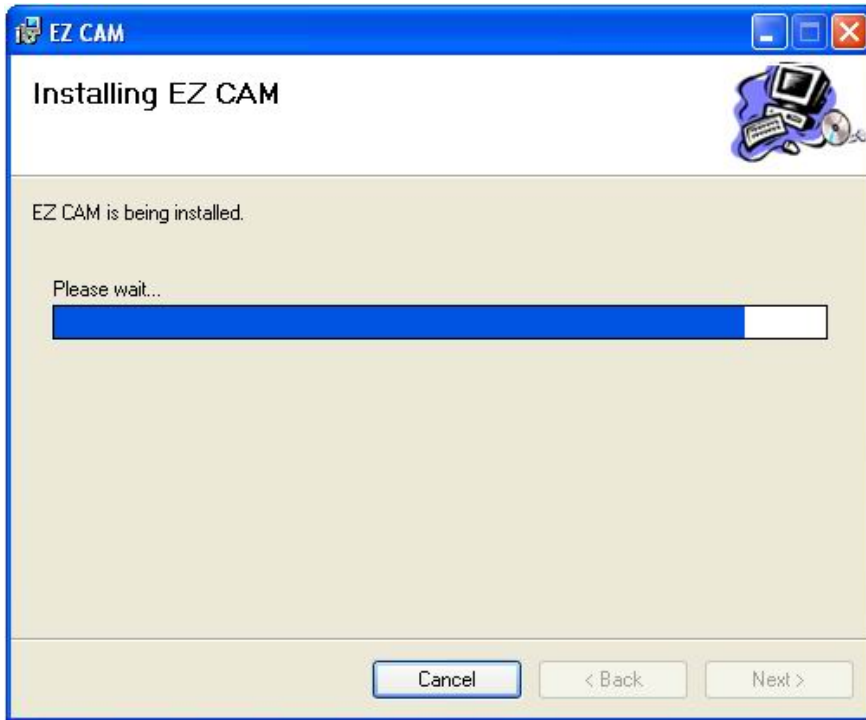 EZ CAM
Installing EZ CAM
EZ CAM is being installed.
Please wait...
Cancel
< Back
Next >